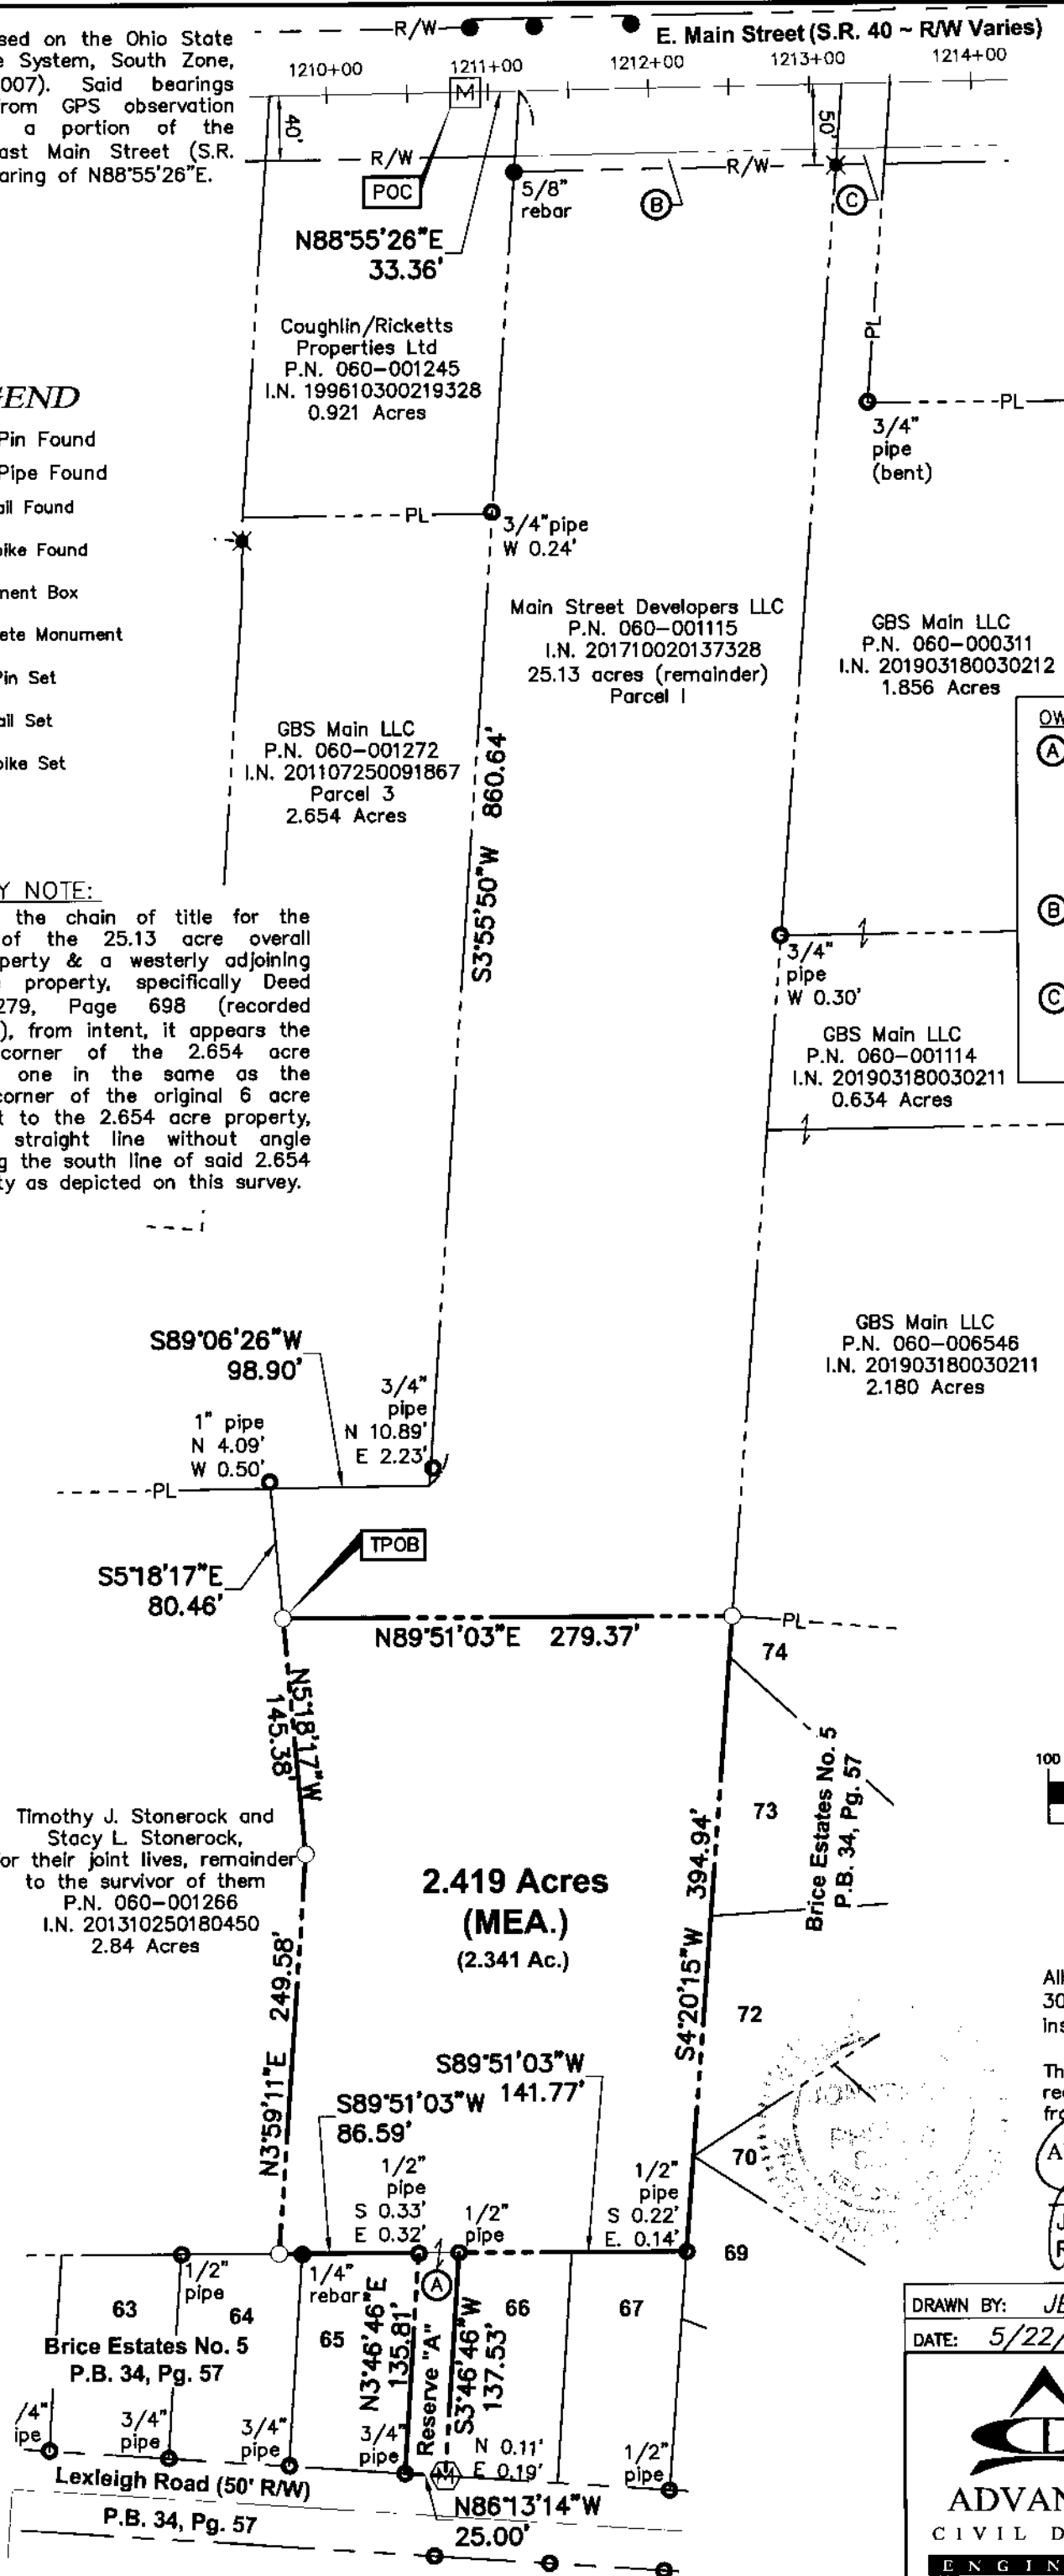 sed on the Ohio State
e System, South Zone,
007). Said bearings
rom GPS observation
a portion of the
ast Main Street (S.R.
aring of N88°55'26"E.
R/W
E. Main Street (S.R. 40 ~ R/W Varies)
1210+00
1211+00
1212+00
1213+00
1214+00
M
40'
50'
R/W
R/W
POC
5/8"
rebar
B
C
N88°55'26"E
33.36'
Coughlin/Ricketts
Properties Ltd
P.N. 060-001245
I.N. 199610300219328
0.921 Acres
PL
PL
3/4"
pipe
(bent)
GEND
Pin Found
Pipe Found
ail Found
pike Found
ment Box
ete Monument
Pin Set
ail Set
pike Set
PL
3/4"pipe
W 0.24'
Main Street Developers LLC
P.N. 060-001115
I.N. 201710020137328
25.13 acres (remainder)
Parcel I
GBS Main LLC
P.N. 060-000311
I.N. 201903180030212
1.856 Acres
GBS Main LLC
P.N. 060-001272
I.N. 201107250091867
Parcel 3
2.654 Acres
S3°55'50"W 860.64'
OW
A
B
C
Y NOTE:
the chain of title for the
of the 25.13 acre overall
perty & a westerly adjoining
property, specifically Deed
279, Page 698 (recorded
), from intent, it appears the
corner of the 2.654 acre
one in the same as the
corner of the original 6 acre
t to the 2.654 acre property,
straight line without angle
g the south line of said 2.654
ty as depicted on this survey.
3/4"
pipe
W 0.30'
GBS Main LLC
P.N. 060-001114
I.N. 201903180030211
0.634 Acres
GBS Main LLC
P.N. 060-006546
I.N. 201903180030211
2.180 Acres
S89°06'26"W
98.90'
3/4"
pipe
N 10.89'
E 2.23'
1" pipe
N 4.09'
W 0.50'
PL
TPOB
S5°18'17"E
80.46'
N89°51'03"E 279.37'
PL
74
N5°18'17"W
145.38'
Brice Estates No. 5
P.B. 34, Pg. 57
100
73
Timothy J. Stonerock and
Stacy L. Stonerock,
or their joint lives, remainder
to the survivor of them
P.N. 060-001266
I.N. 201310250180450
2.84 Acres
2.419 Acres
(MEA.)
(2.341 Ac.)
S4°20'15"W 394.94'
72
N3°59'11"E 249.58'
S89°51'03"W
141.77'
S89°51'03"W
86.59'
70
1/2"
pipe
S 0.33'
E 0.32'
1/2"
pipe
1/2"
pipe
S 0.22'
E. 0.14'
69
1/2"
pipe
1/4"
rebar
A
63
64
65
66
67
Brice Estates No. 5
P.B. 34, Pg. 57
N3°46'46"E
135.81'
Reserve "A"
S3°46'46"W
137.53'
/4"
ipe
3/4"
pipe
3/4"
pipe
3/4"
pipe
N 0.11'
E 0.19'
1/2"
pipe
M
Lexleigh Road (50' R/W)
P.B. 34, Pg. 57
N86°13'14"W
25.00'
DRAWN BY: JE
DATE: 5/22/
ADVAN
CIVIL D
ENGIN